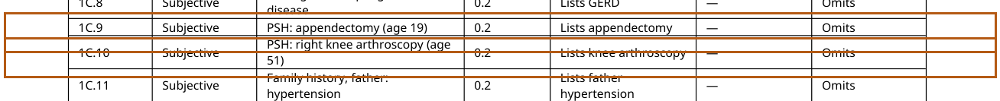 1C.8 Subjective disease 0.2 Lists GERD — Omits
1C.9 Subjective PSH: appendectomy (age 19) 0.2 Lists appendectomy — Omits
1C.10 Subjective PSH: right knee arthroscopy (age 51) 0.2 Lists knee arthroscopy — Omits
1C.11 Subjective Family history, father: hypertension 0.2 Lists father hypertension — Omits